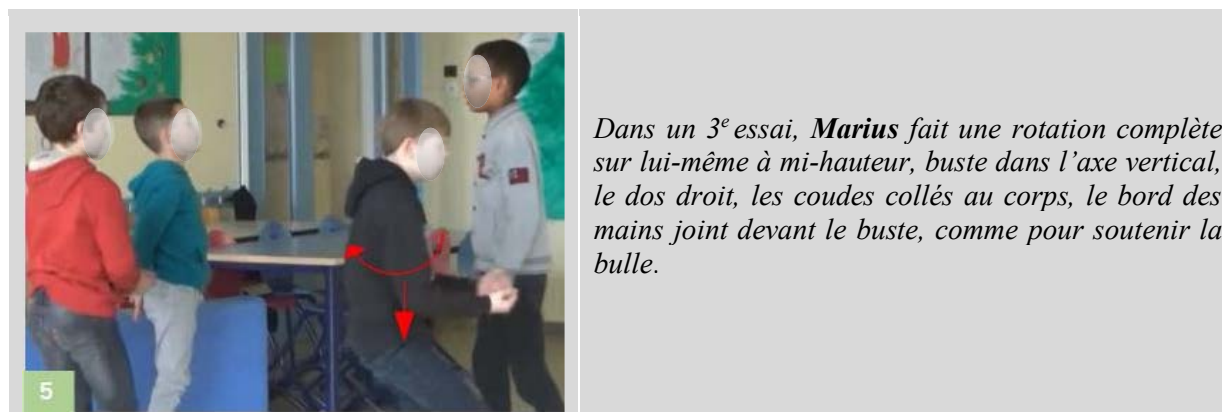 Dans un 3e essai, Marius fait une rotation complète
sur lui-même à mi-hauteur, buste dans l’axe vertical,
le dos droit, les coudes collés au corps, le bord des
mains joint devant le buste, comme pour soutenir la
bulle.
5